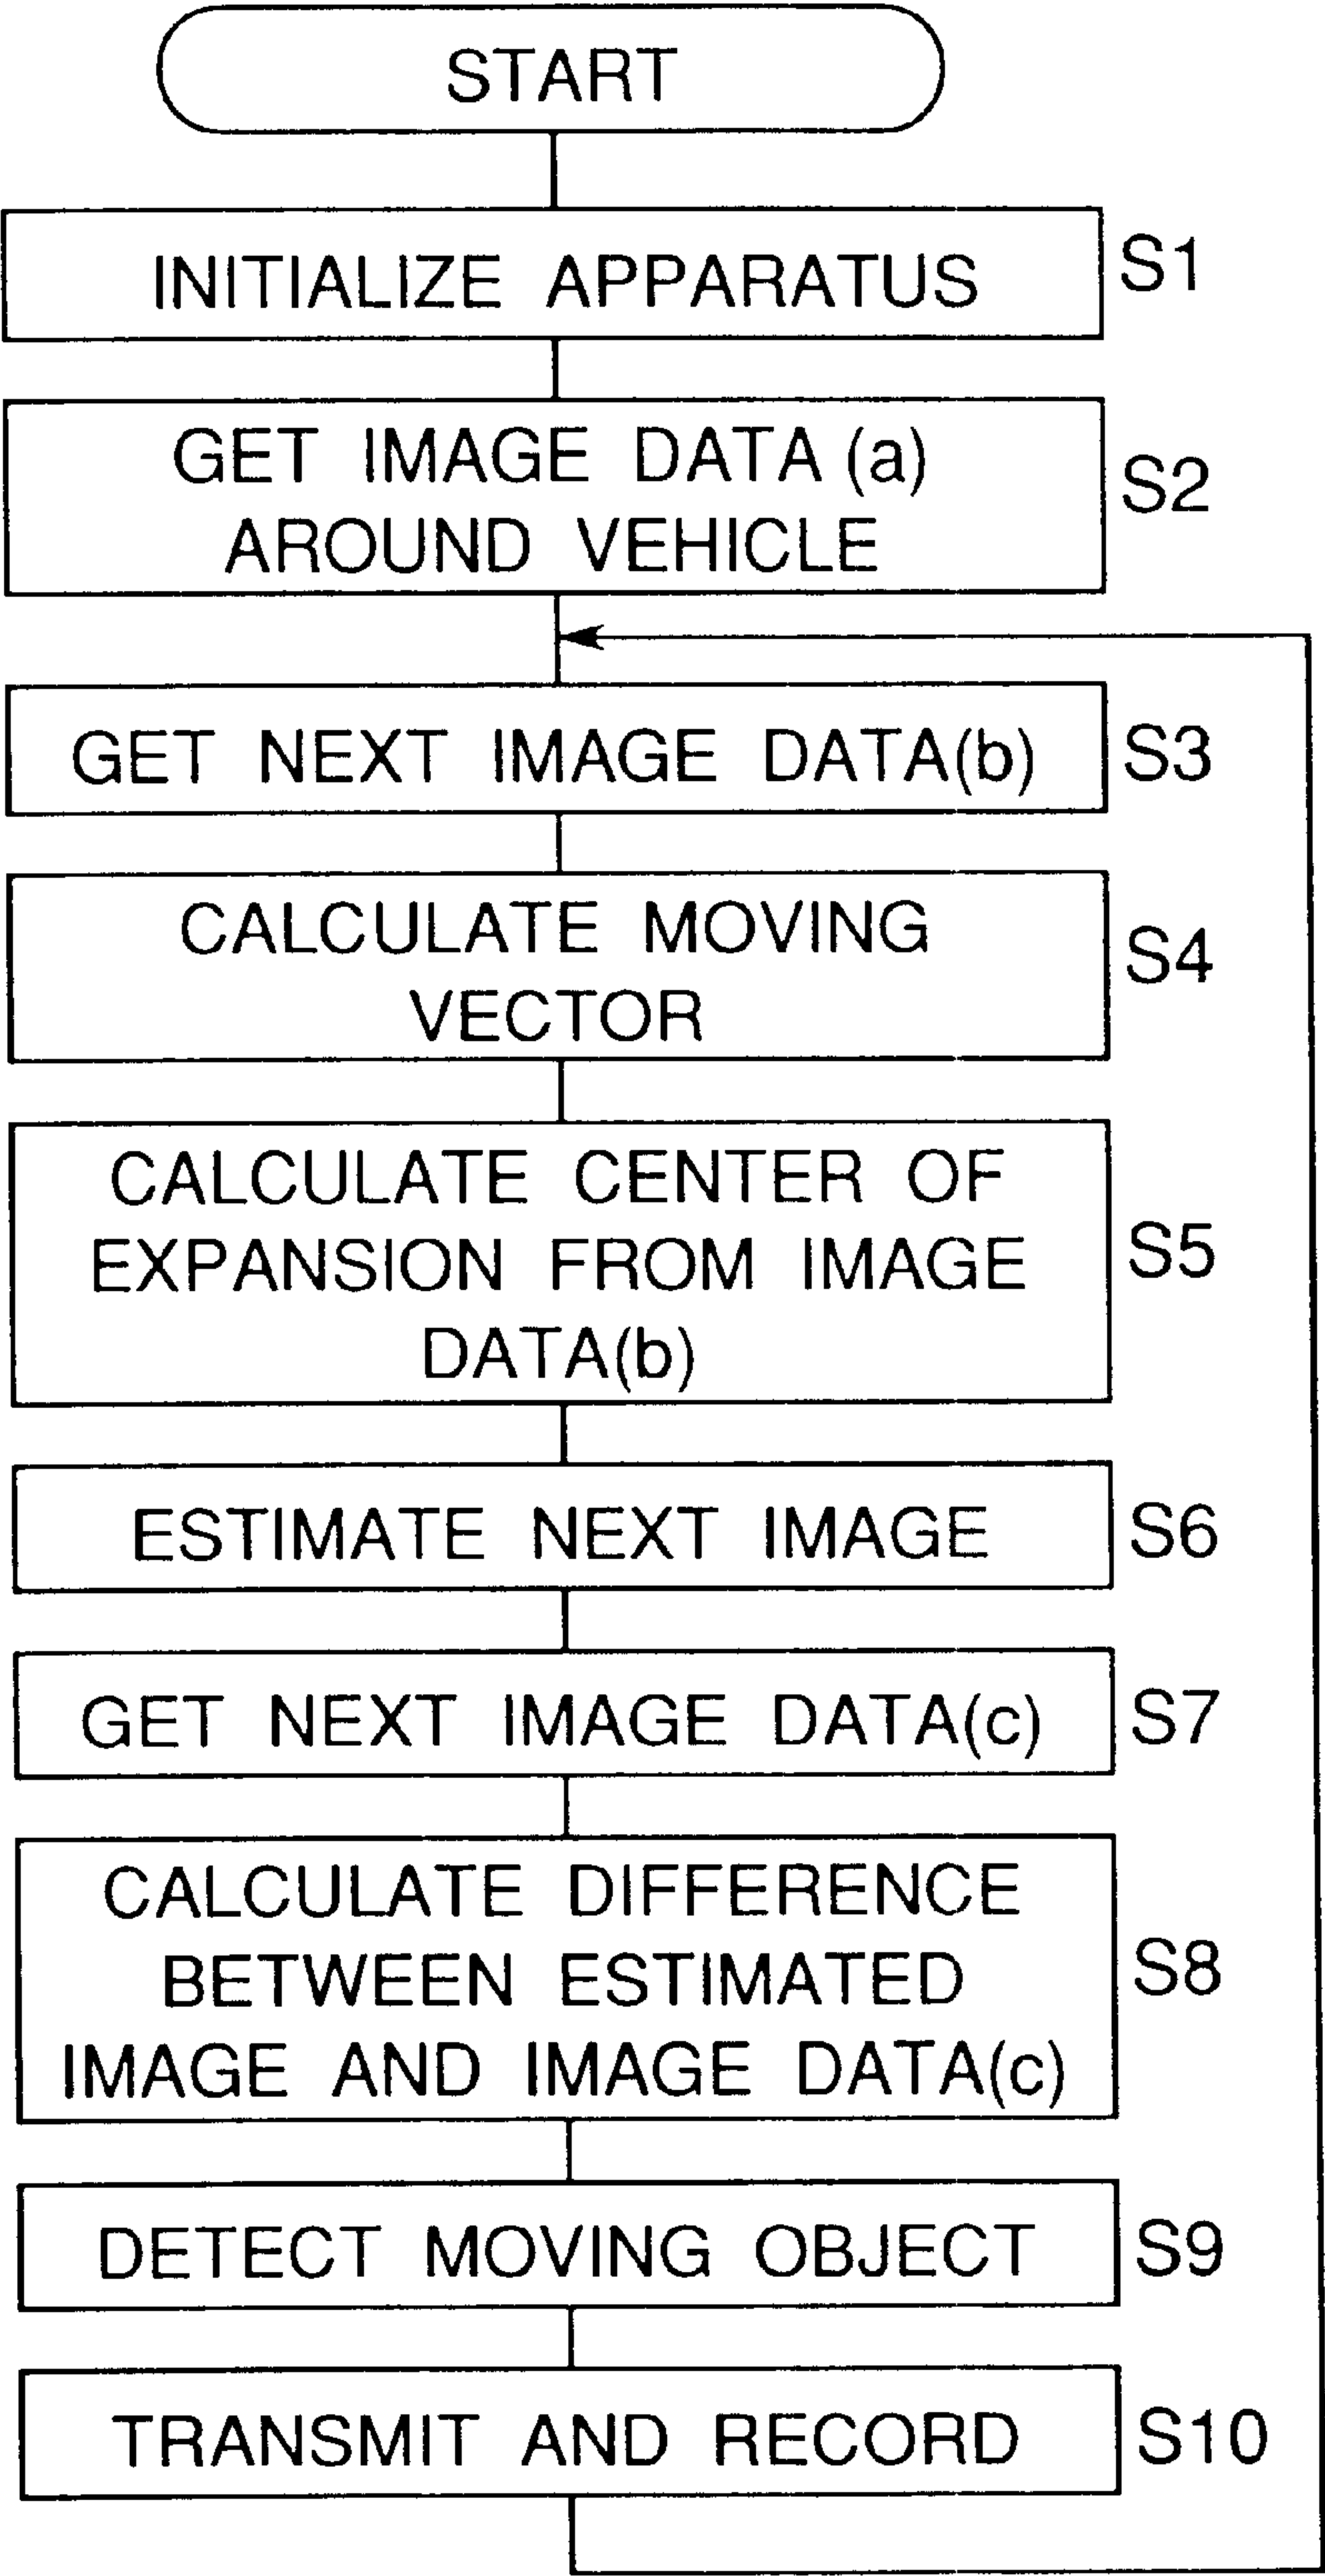 START
INITIALIZE APPARATUS
S1
GET IMAGE DATA (a)
AROUND VEHICLE
S2
GET NEXT IMAGE DATA(b)
S3
CALCULATE MOVING
VECTOR
S4
CALCULATE CENTER OF
EXPANSION FROM IMAGE
DATA(b)
S5
ESTIMATE NEXT IMAGE
S6
GET NEXT IMAGE DATA(c)
S7
CALCULATE DIFFERENCE
BETWEEN ESTIMATED
IMAGE AND IMAGE DATA(c)
S8
DETECT MOVING OBJECT
S9
TRANSMIT AND RECORD
S10